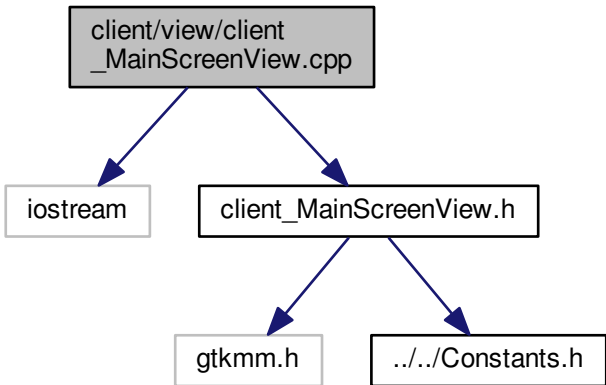 client/view/client
_MainScreenView.cpp
iostream
client_MainScreenView.h
gtkmm.h
../../Constants.h